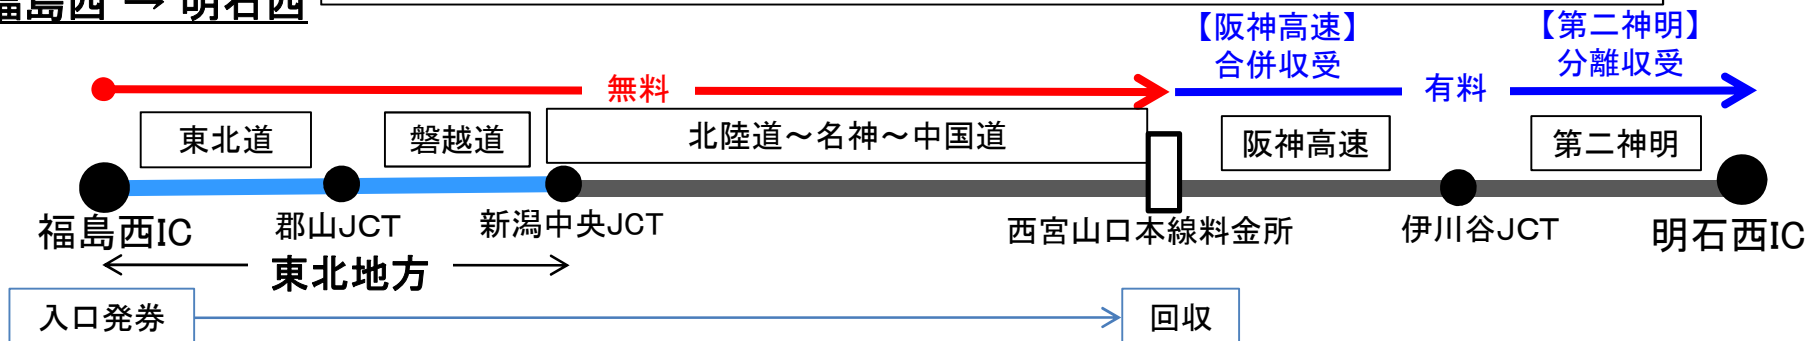 福島西 → 明石西
【阪神高速】
合併収受
【第二神明】
分離収受
無料
有料
東北道
磐越道
北陸道～名神～中国道
阪神高速
第二神明
福島西IC
郡山JCT
新潟中央JCT
西宮山口本線料金所
伊川谷JCT
明石西IC
東北地方
入口発券
回収